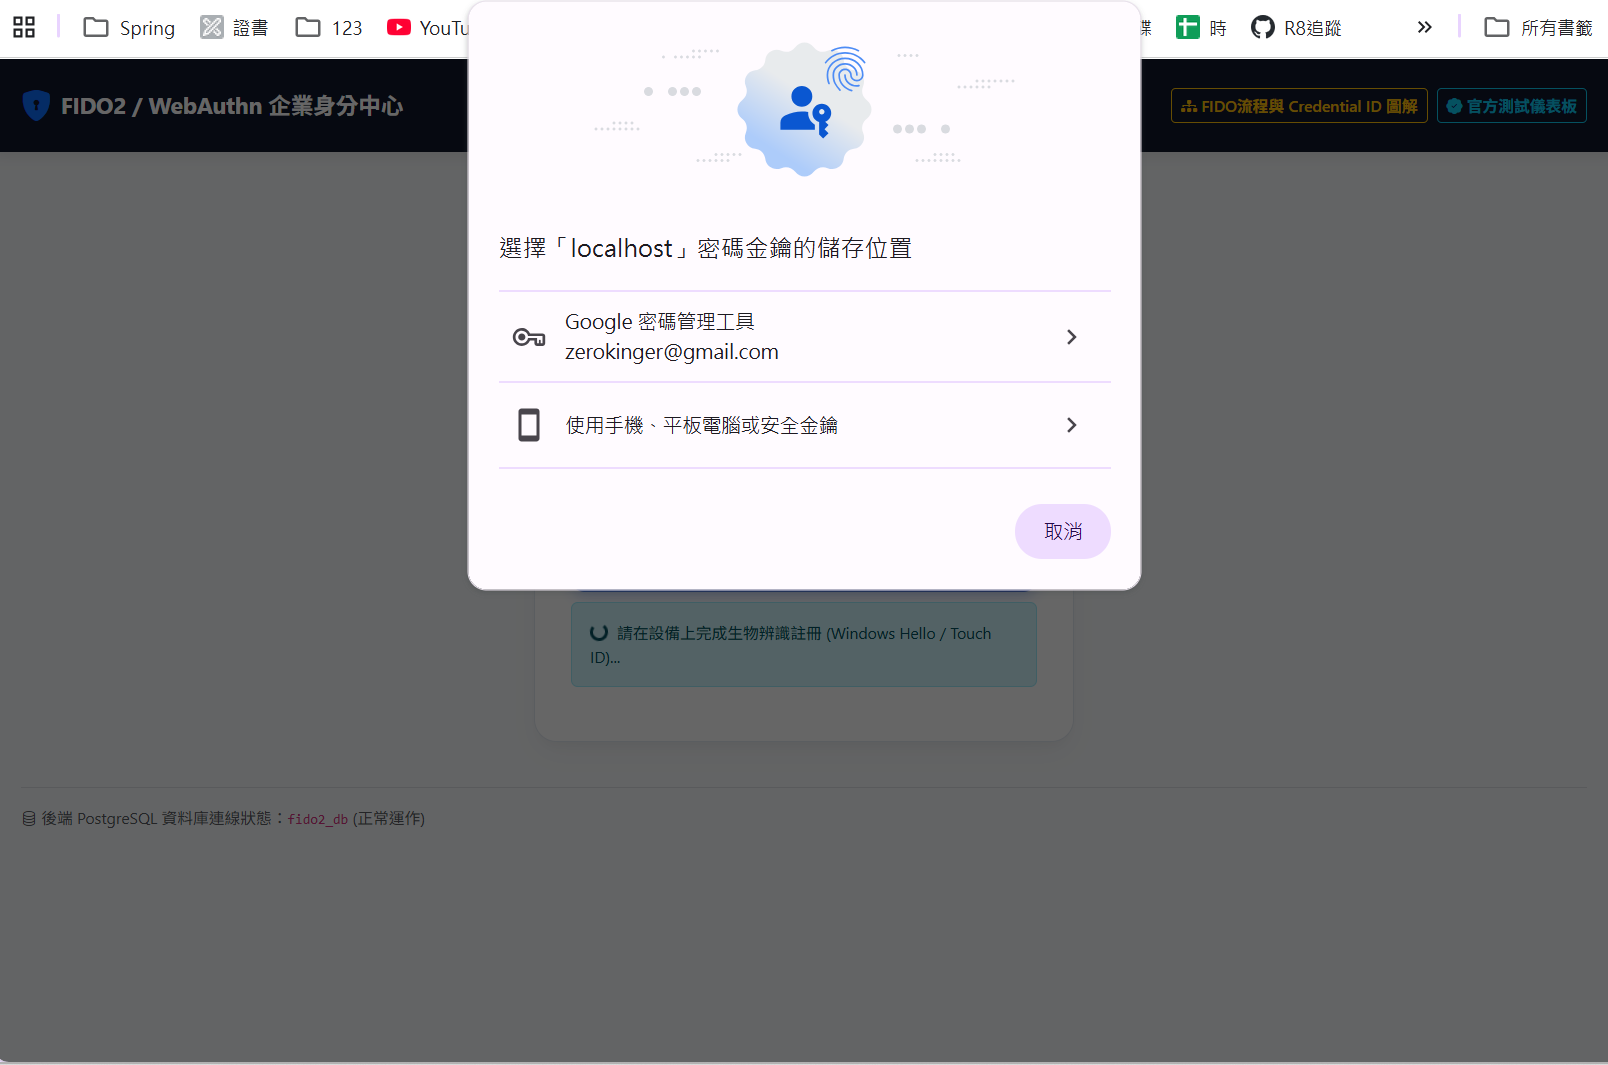 Spring
證書
123
YouTu
時
R8追蹤
所有書籤
FIDO2 / WebAuthn 企業身分中心
FIDO流程與 Credential ID 圖解
官方測試儀表板
選擇「localhost」密碼金鑰的儲存位置
Google 密碼管理工具
zerokinger@gmail.com
使用手機、平板電腦或安全金鑰
取消
請在設備上完成生物辨識註冊 (Windows Hello / Touch
ID)...
後端 PostgreSQL 資料庫連線狀態：fido2_db (正常運作)